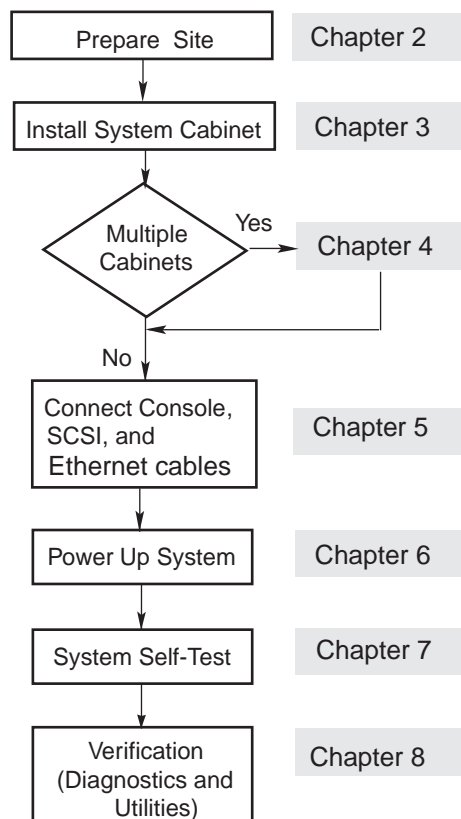 Prepare Site
Chapter 2
Install System Cabinet
Chapter 3
Multiple
Cabinets
Yes
Chapter 4
No
Connect Console,
SCSI, and
Ethernet cables
Chapter 5
Power Up System
Chapter 6
System Self-Test
Chapter 7
Verification
(Diagnostics and
Utilities)
Chapter 8